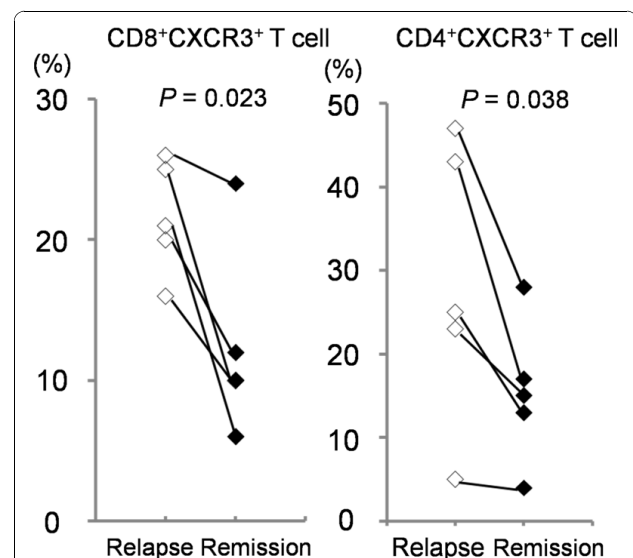 CD8⁺CXCR3⁺ T cell
(%)
P = 0.023
30
20
10
0
Relapse Remission
CD4⁺CXCR3⁺ T cell
(%)
P = 0.038
50
40
30
20
10
0
Relapse Remission